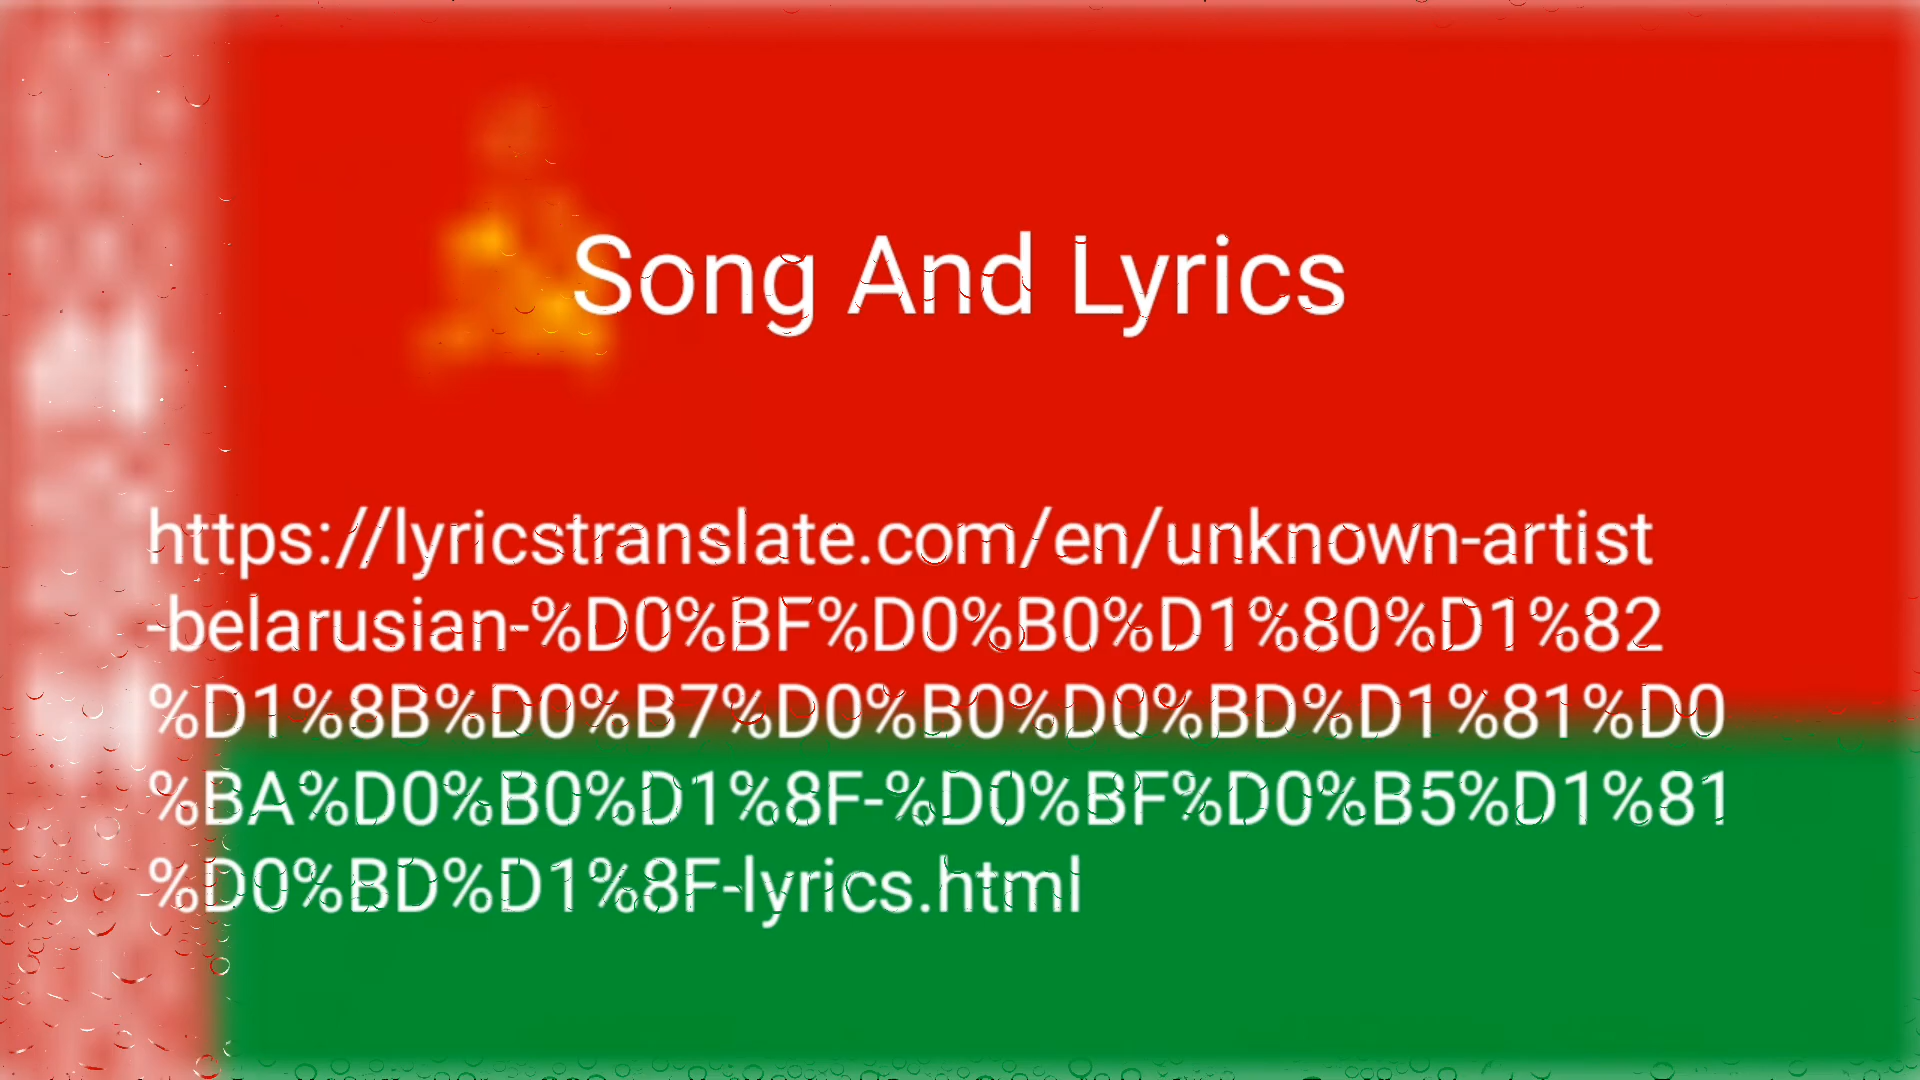 Song And Lyrics
https://lyricstranslate.com/en/unknown-artist
-belarusian-%D0%BF%D0%B0%D1%80%D1%82
%D1%8B%D0%B7%D0%B0%D0%BD%D1%81%D0
%BA%D0%B0%D1%8F-%D0%BF%D0%B5%D1%81
%D0%BD%D1%8F-lyrics.html